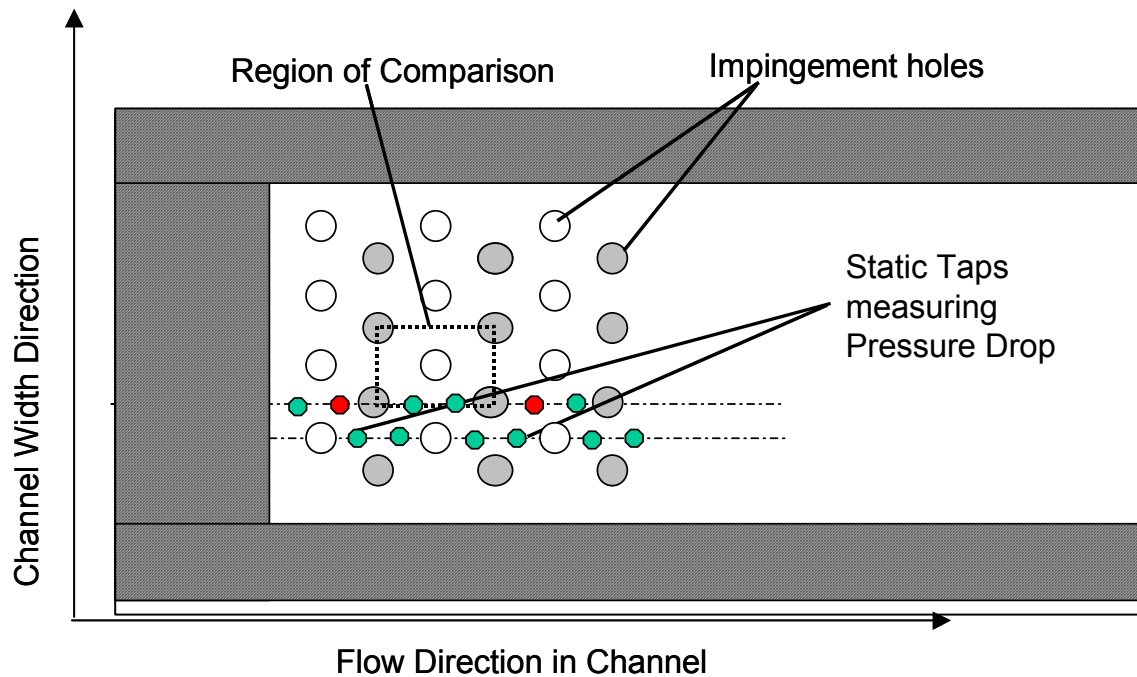 Region of Comparison
Impingement holes
Static Taps
measuring
Pressure Drop
Channel Width Direction
Flow Direction in Channel